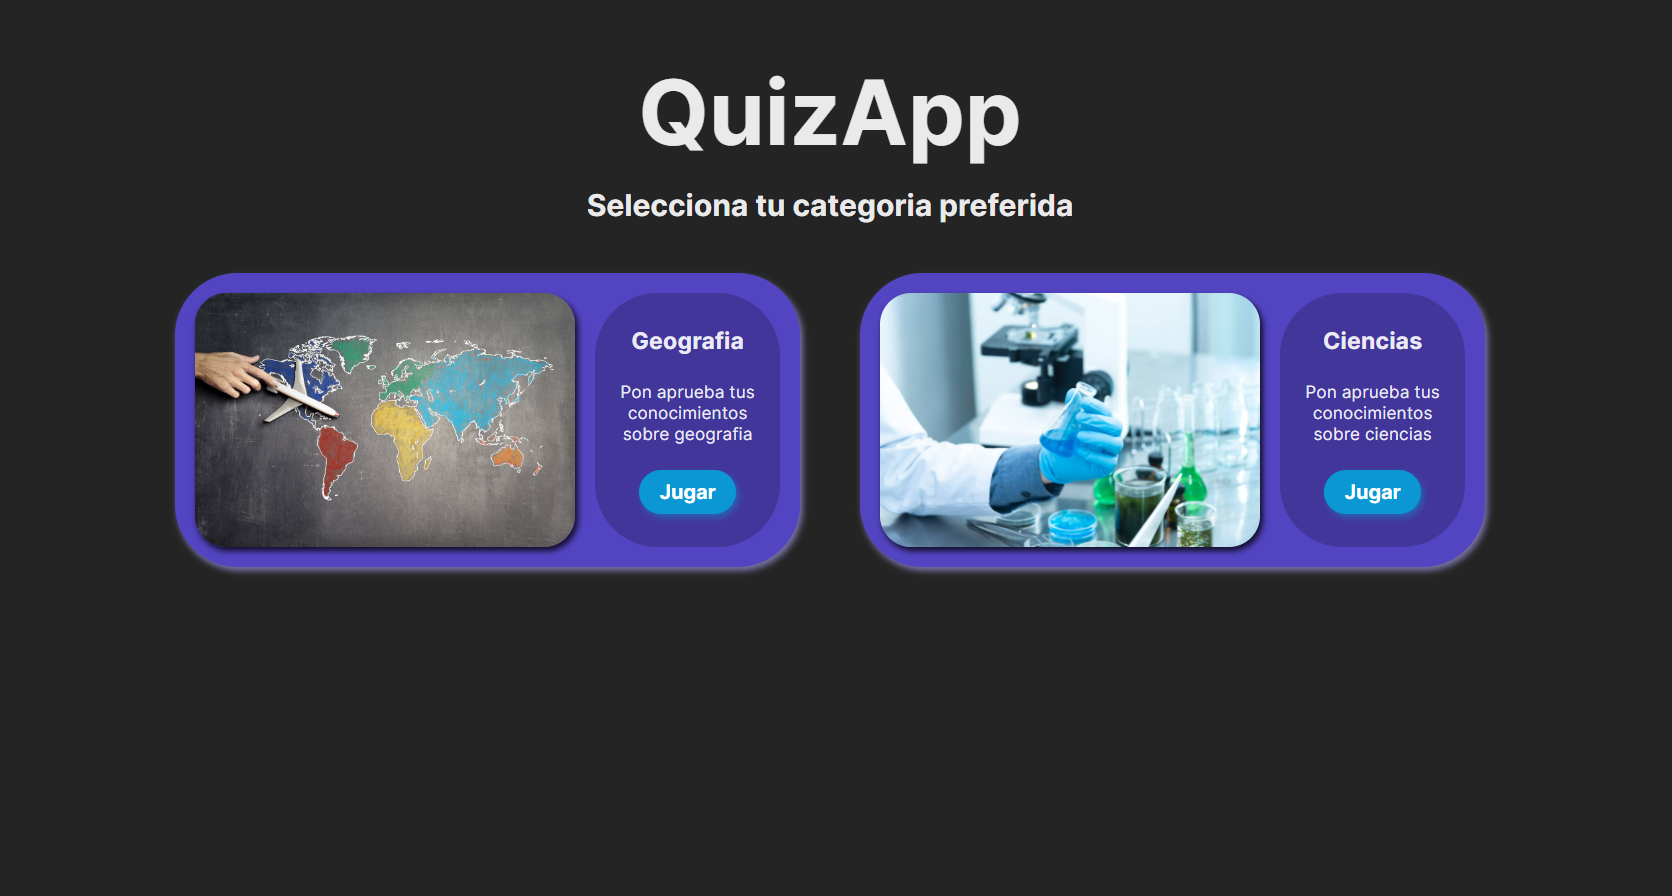 QuizApp
Selecciona tu categoria preferida
Geografia
Pon aprueba tus
conocimientos
sobre geografia
Jugar
Ciencias
Pon aprueba tus
conocimientos
sobre ciencias
Jugar